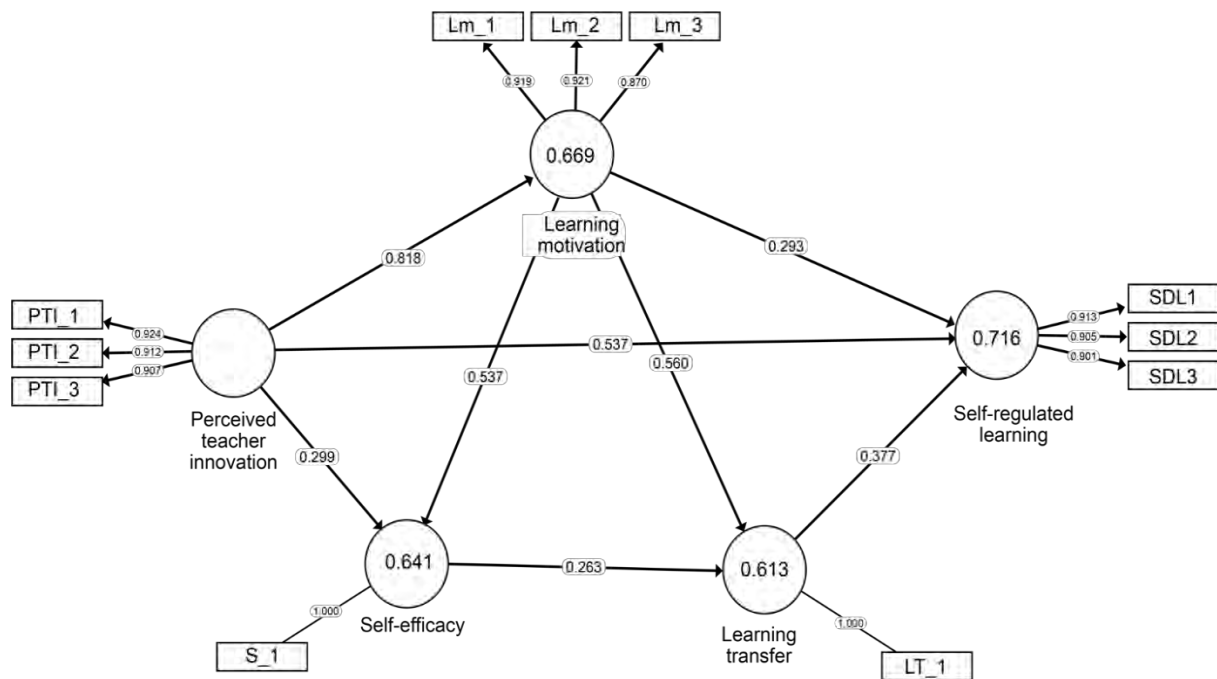 Lm_1
Lm_2
Lm_3
0.919
0.921
0.870
0.669
Learning
motivation
0.818
0.293
PTI_1
PTI_2
PTI_3
0.924
0.912
0.907
Perceived
teacher
innovation
0.537
0.537
0.560
0.716
Self-regulated
learning
0.913
0.905
0.901
SDL1
SDL2
SDL3
0.299
0.377
0.641
Self-efficacy
0.263
0.613
Learning
transfer
1.000
S_1
1.000
LT_1